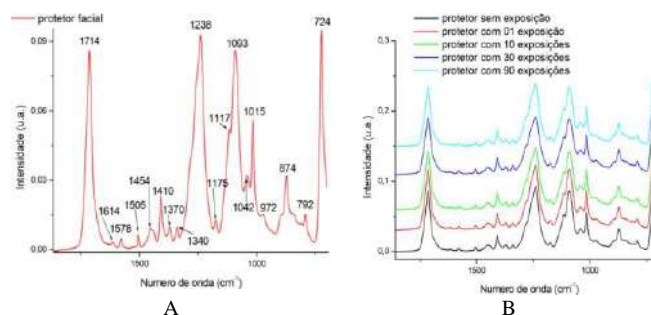 protetor facial
1714
1238
1093
724
1117
1015
1454
1410
1505
1614
1578
1370
1340
1175
1042
972
874
792
0.09
0.06
0.03
0.00
Intensidade (u.a.)
1500
1000
Numero de onda (cm⁻¹)
A
protetor sem exposição
protetor com 01 exposição
protetor com 10 exposições
protetor com 30 exposições
protetor com 90 exposições
0,3
0,2
0,1
0,0
Intensidade (u.a.)
1500
1000
Numero de onda (cm⁻¹)
B